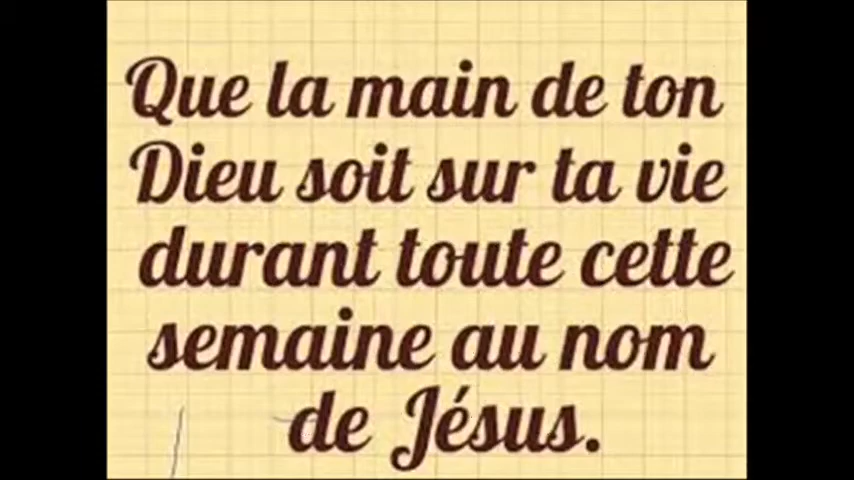 Que la main de ton
Dieu soit sur ta vie
durant toute cette
semaine au nom
de Jésus.